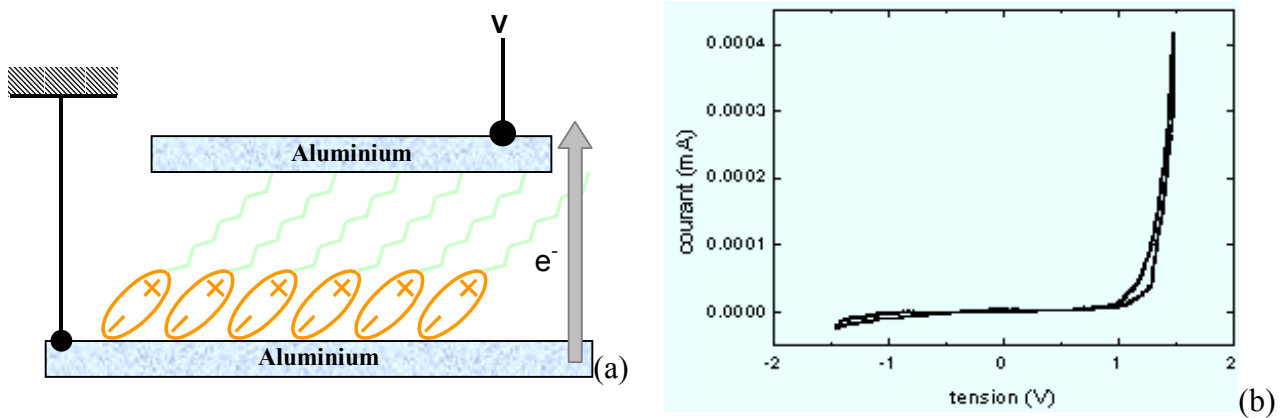 V
Aluminium
e-
Aluminium
(a)
0.0004
0.0003
0.0002
0.0001
0.0000
courant (mA)
-2
-1
0
1
2
tension (V)
(b)